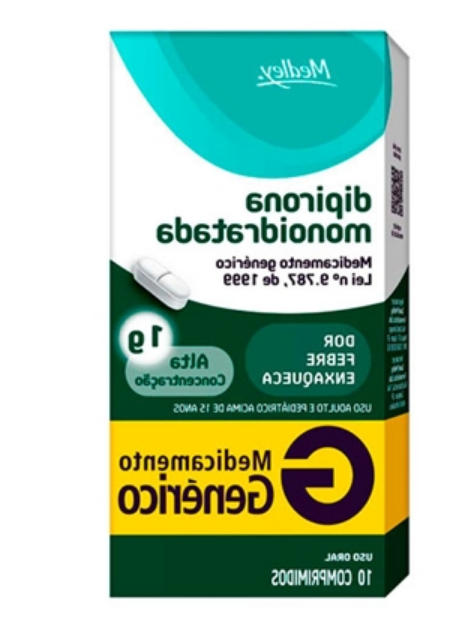 Medley.
dipirona
monoidratada
Medicamento genérico
Lei nº 9.787, de 1999
1g
Alta
Concentração
DOR
FEBRE
ENXAQUECA
USO ADULTO E PEDIÁTRICO ACIMA DE 15 ANOS
G
Medicamento
Genérico
USO ORAL
10 COMPRIMIDOS